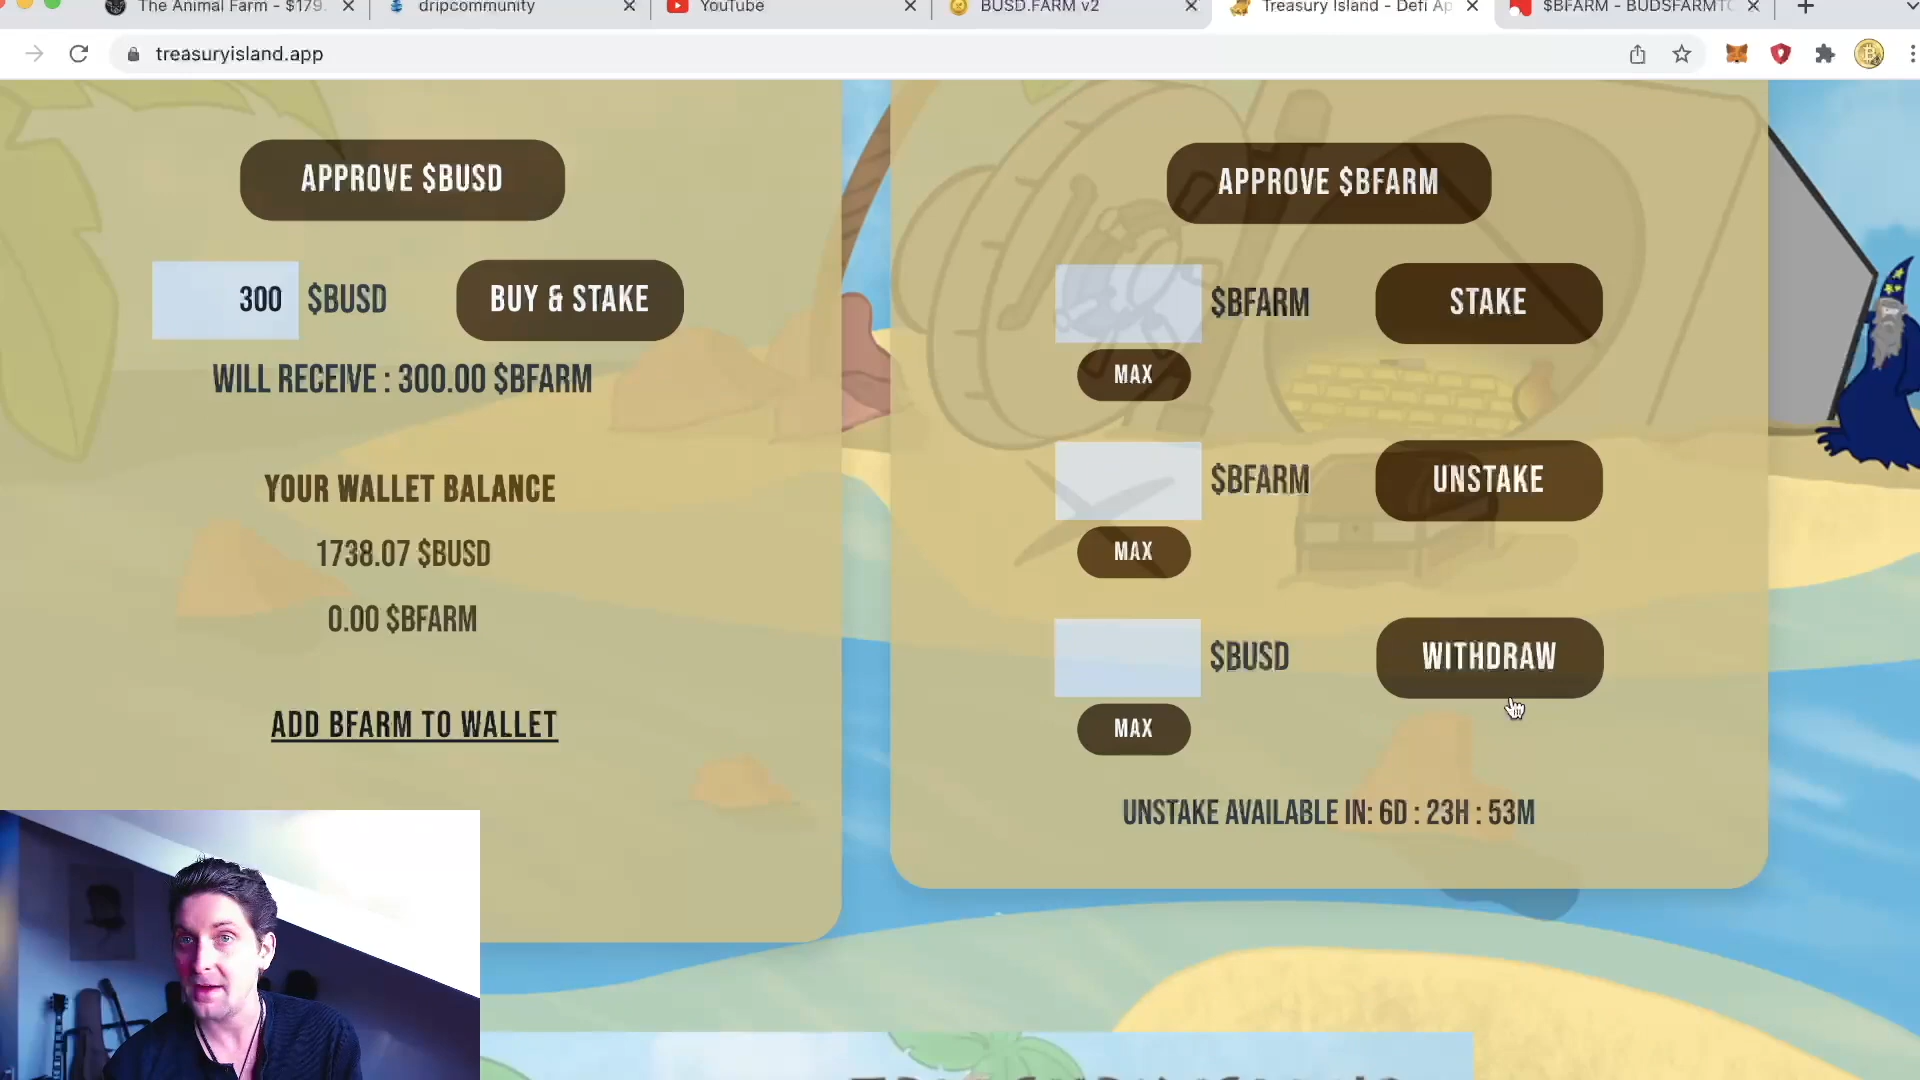 The Animal Farm - $179.
dripcommunity
YouTube
BUSD.FARM v2
Treasury Island - Defi Ap
$BFARM - BUDSFARMTO
treasuryisland.app
APPROVE $BUSD
300 $BUSD BUY & STAKE
WILL RECEIVE : 300.00 $BFARM
YOUR WALLET BALANCE
1738.07 $BUSD
0.00 $BFARM
ADD BFARM TO WALLET
APPROVE $BFARM
$BFARM STAKE
MAX
$BFARM UNSTAKE
MAX
$BUSD WITHDRAW
MAX
UNSTAKE AVAILABLE IN: 6D : 23H : 53M